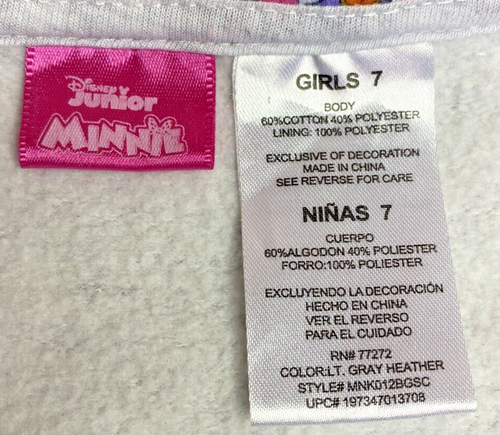 Disney
Junior
MINNIE
GIRLS 7
BODY
60%COTTON 40% POLYESTER
LINING: 100% POLYESTER
EXCLUSIVE OF DECORATION
MADE IN CHINA
SEE REVERSE FOR CARE
NIÑAS 7
CUERPO
60%ALGODON 40% POLIESTER
FORRO:100% POLIESTER
EXCLUYENDO LA DECORACIÓN
HECHO EN CHINA
VER EL REVERSO
PARA EL CUIDADO
RN# 77272
COLOR:LT. GRAY HEATHER
STYLE# MNK012BGSC
UPC# 197347013708